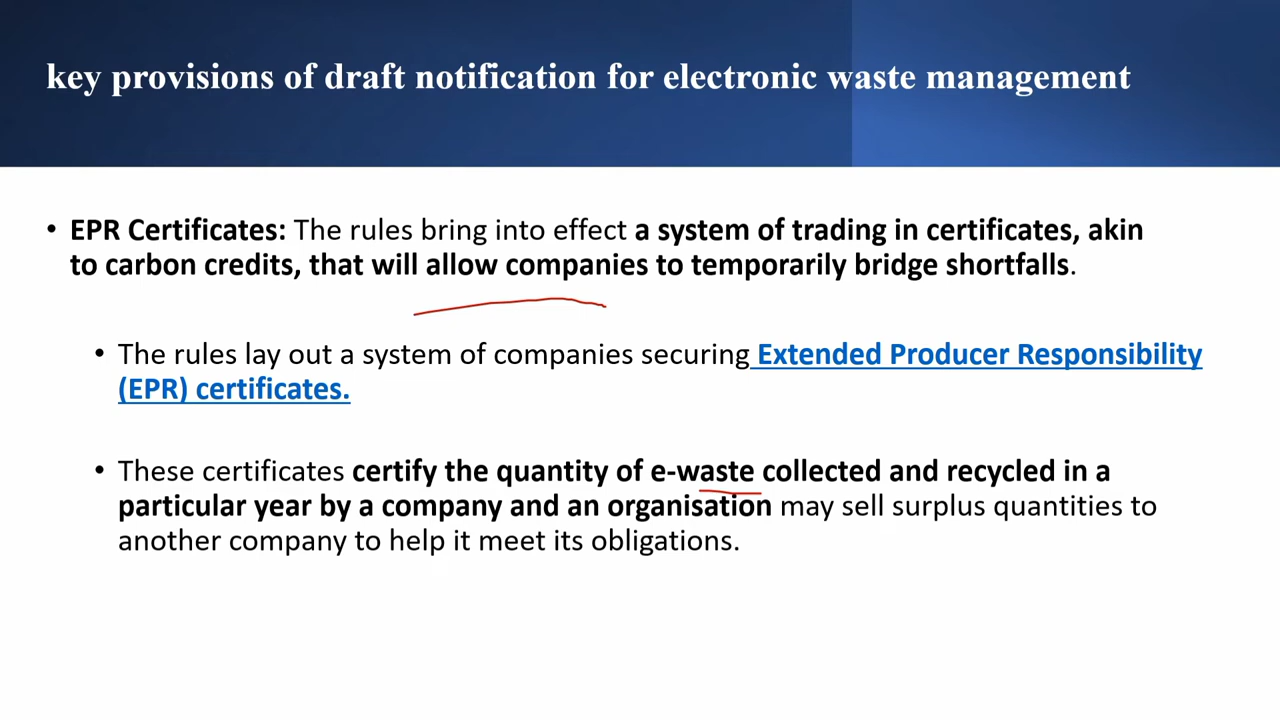 key provisions of draft notification for electronic waste management
• EPR Certificates: The rules bring into effect a system of trading in certificates, akin
to carbon credits, that will allow companies to temporarily bridge shortfalls.
• The rules lay out a system of companies securing Extended Producer Responsibility
(EPR) certificates.
• These certificates certify the quantity of e-waste collected and recycled in a
particular year by a company and an organisation may sell surplus quantities to
another company to help it meet its obligations.